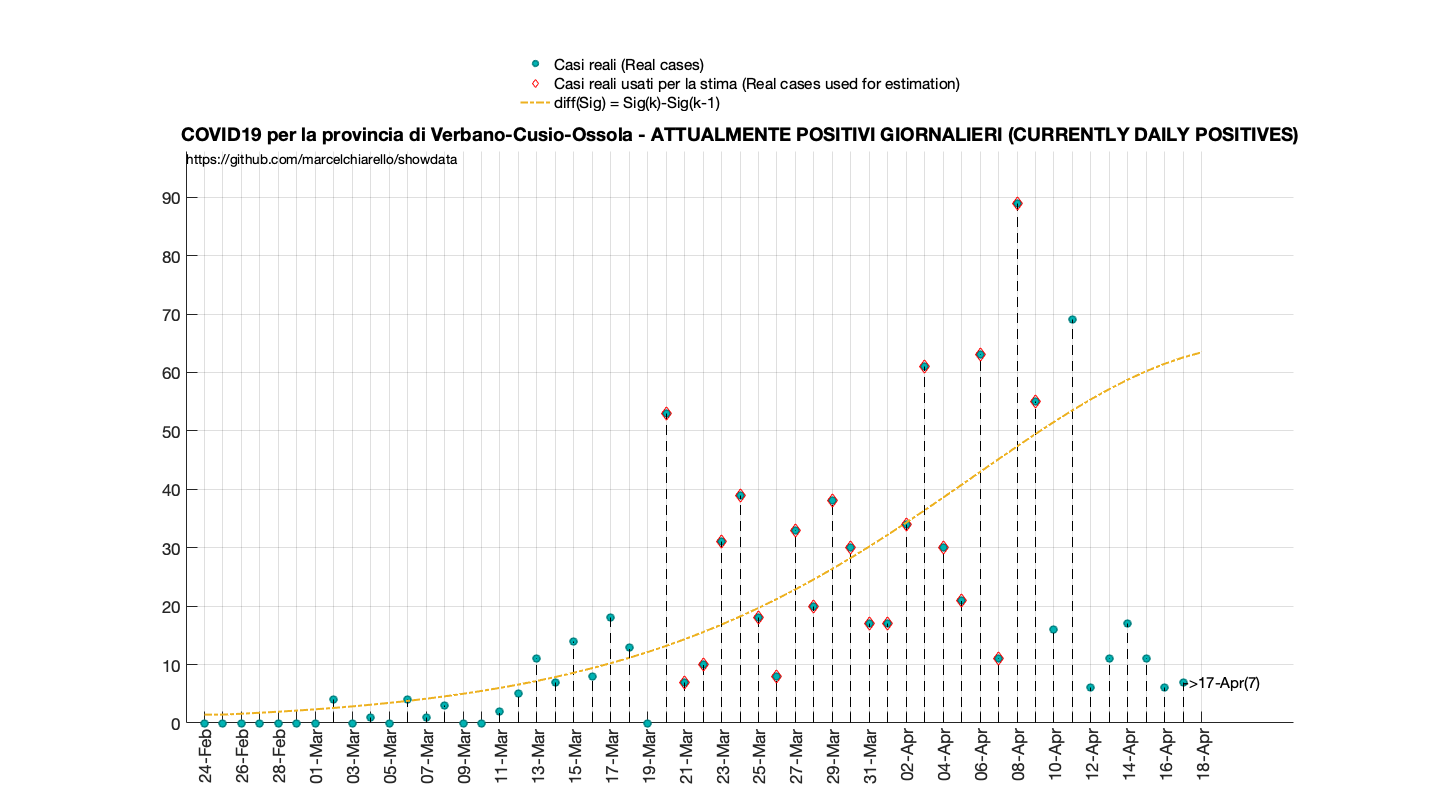 Casi reali (Real cases)
Casi reali usati per la stima (Real cases used for estimation)
diff(Sig) = Sig(k)-Sig(k-1)
COVID19 per la provincia di Verbano-Cusio-Ossola - ATTUALMENTE POSITIVI GIORNALIERI (CURRENTLY DAILY POSITIVES)
https://github.com/marcelchiarello/showdata
90
80
70
60
50
40
30
20
10
0
->17-Apr(7)
24-Feb
26-Feb
28-Feb
01-Mar
03-Mar
05-Mar
07-Mar
09-Mar
11-Mar
13-Mar
15-Mar
17-Mar
19-Mar
21-Mar
23-Mar
25-Mar
27-Mar
29-Mar
31-Mar
02-Apr
04-Apr
06-Apr
08-Apr
10-Apr
12-Apr
14-Apr
16-Apr
18-Apr